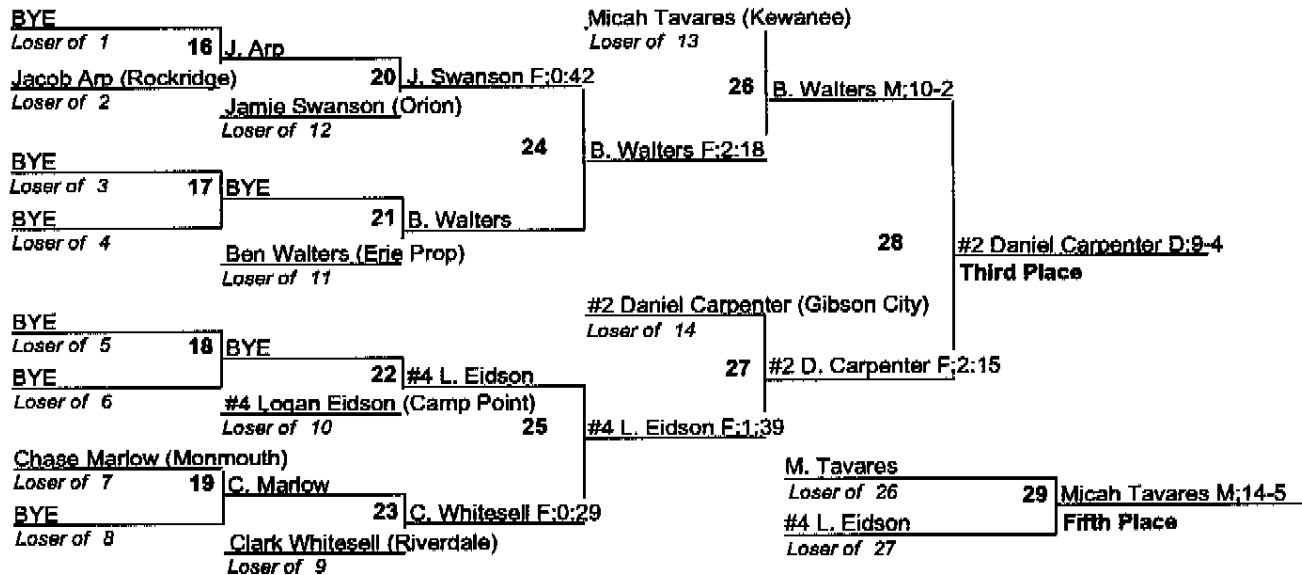 BYE
Loser of 1
16 J. Arp
Jacob Arp (Rockridge)
Loser of 2
20 J. Swanson F;0:42
Jamie Swanson (Orion)
Loser of 12
BYE
Loser of 3
17 BYE
BYE
Loser of 4
21 B. Walters
Ben Walters (Erie Prop)
Loser of 11
24 B. Walters F;2:18
Micah Tavares (Kewanee)
Loser of 13
26 B. Walters M;10-2
BYE
Loser of 5
18 BYE
BYE
Loser of 6
22 #4 L. Eidson
#4 Logan Eidson (Camp Point)
Loser of 10
Chase Marlow (Monmouth)
Loser of 7
19 C. Marlow
BYE
Loser of 8
23 C. Whitesell F;0:29
Clark Whitesell (Riverdale)
Loser of 9
25 #4 L. Eidson F;1:39
#2 Daniel Carpenter (Gibson City)
Loser of 14
27 #2 D. Carpenter F;2:15
28 #2 Daniel Carpenter D;9-4
Third Place
M. Tavares
Loser of 26
29 Micah Tavares M;14-5
#4 L. Eidson
Fifth Place
Loser of 27